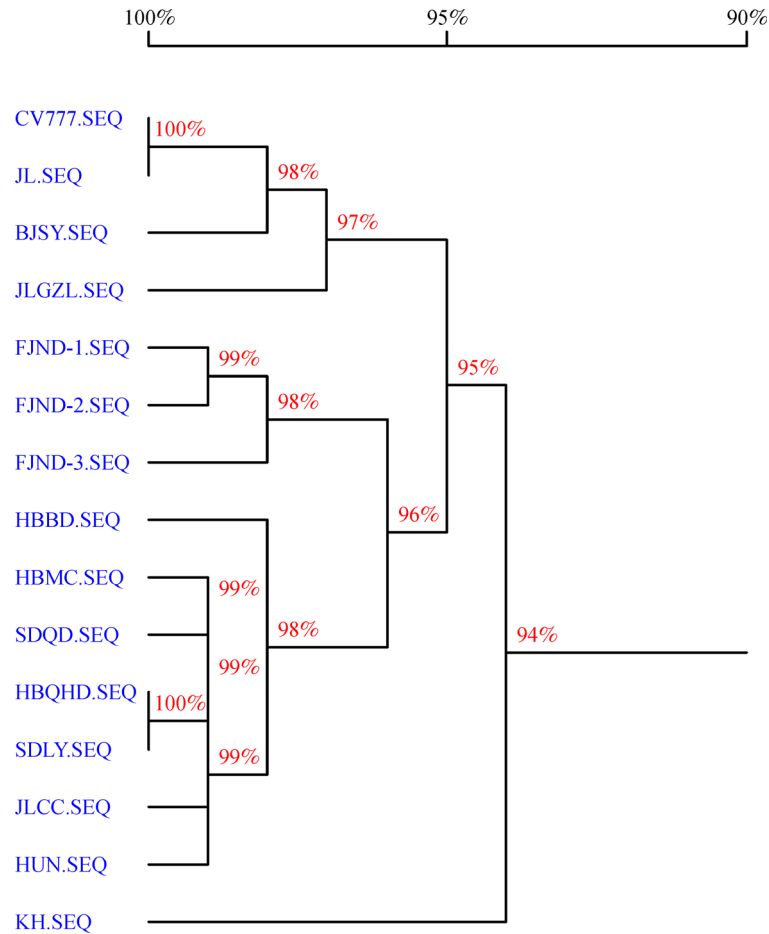 100% 95% 90%
CV777.SEQ
100%
JL.SEQ
98%
BJSY.SEQ
97%
JLGZL.SEQ
FJND-1.SEQ
99%
95%
FJND-2.SEQ
98%
FJND-3.SEQ
HBBD.SEQ
96%
HBMC.SEQ
99%
SDQD.SEQ
98%
94%
99%
HBQHD.SEQ
100%
SDLY.SEQ
99%
JLCC.SEQ
HUN.SEQ
KH.SEQ